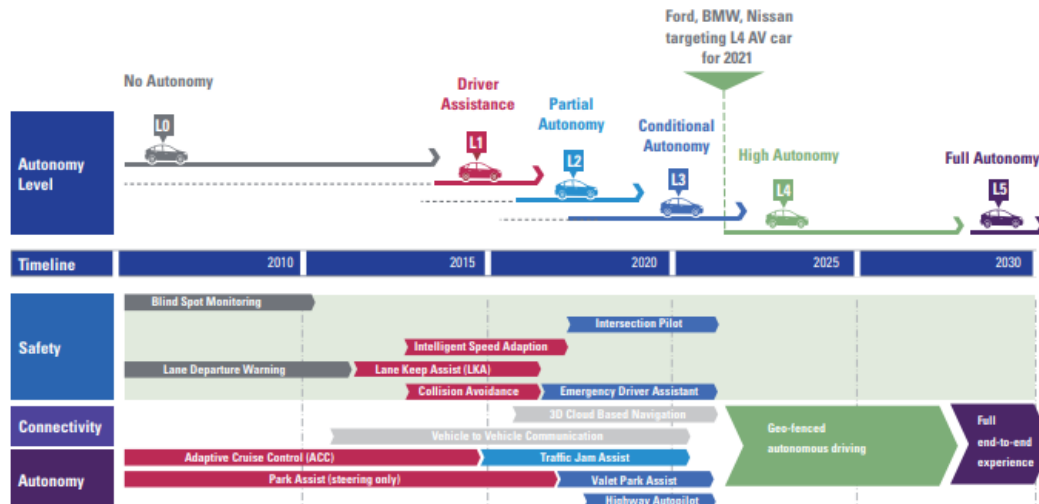 Ford, BMW, Nissan
targeting L4 AV car
for 2021
No Autonomy
Driver
Assistance
Partial
Autonomy
Conditional
Autonomy
High Autonomy
Full Autonomy
L0
L1
L2
L3
L4
L5
Autonomy
Level
Timeline
2010
2015
2020
2025
2030
Safety
Blind Spot Monitoring
Intersection Pilot
Intelligent Speed Adaption
Lane Departure Warning
Lane Keep Assist (LKA)
Collision Avoidance
Emergency Driver Assistant
Connectivity
3D Cloud Based Navigation
Vehicle to Vehicle Communication
Geo-fenced
autonomous driving
Full
end-to-end
experience
Autonomy
Adaptive Cruise Control (ACC)
Traffic Jam Assist
Park Assist (steering only)
Valet Park Assist
Highway Autopilot